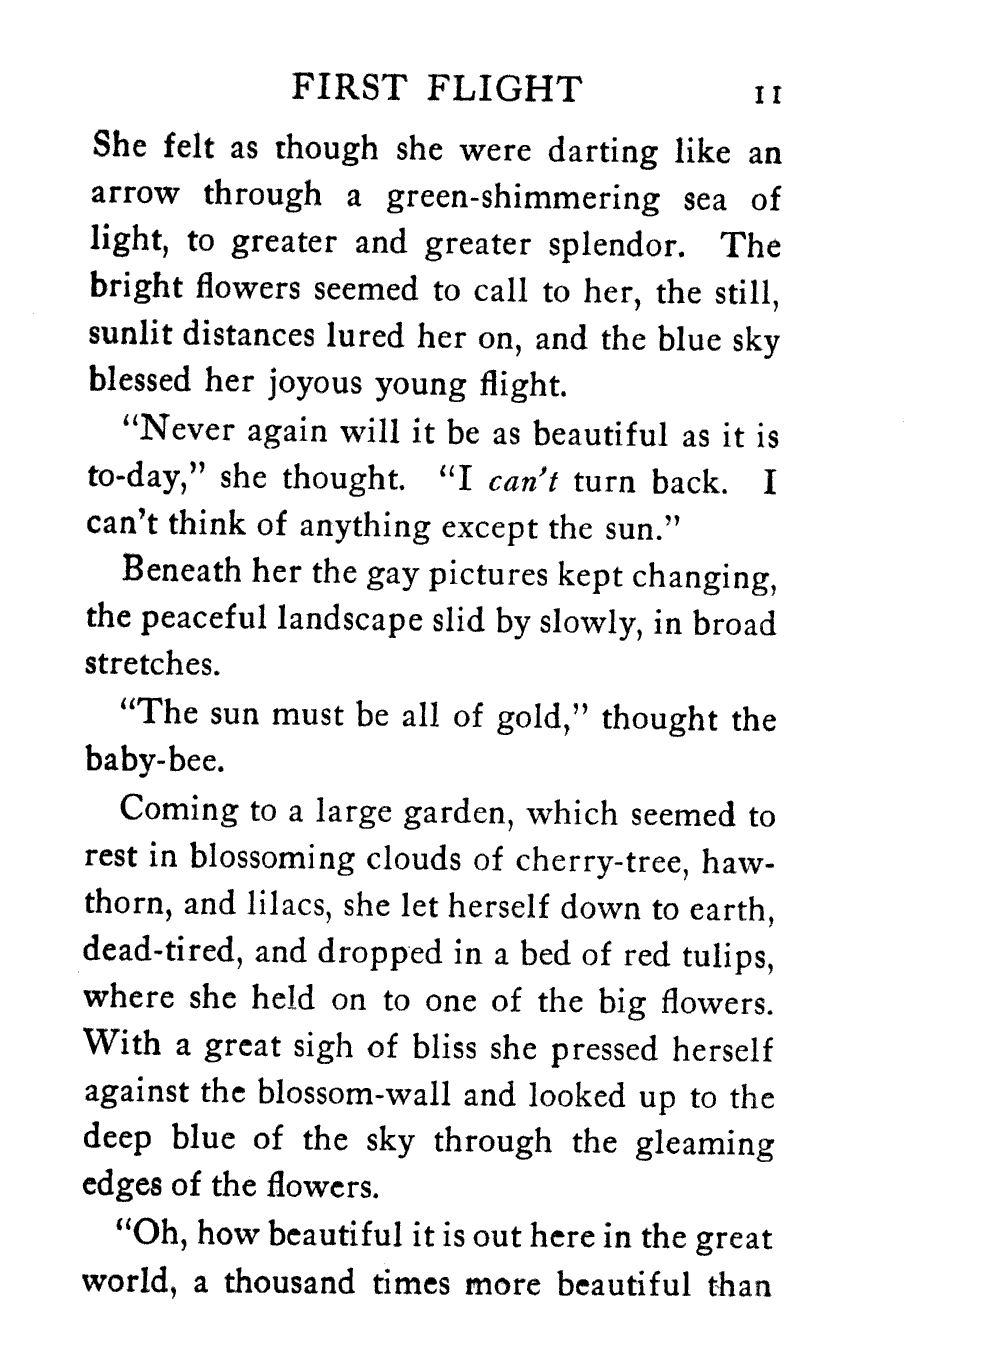 FIRST FLIGHT 11
She felt as though she were darting like an
arrow through a green-shimmering sea of
light, to greater and greater splendor. The
bright flowers seemed to call to her, the still,
sunlit distances lured her on, and the blue sky
blessed her joyous young flight.
“Never again will it be as beautiful as it is
to-day,” she thought. “I can’t turn back. I
can’t think of anything except the sun.”
Beneath her the gay pictures kept changing,
the peaceful landscape slid by slowly, in broad
stretches.
“The sun must be all of gold,” thought the
baby-bee.
Coming to a large garden, which seemed to
rest in blossoming clouds of cherry-tree, haw-
thorn, and lilacs, she let herself down to earth,
dead-tired, and dropped in a bed of red tulips,
where she held on to one of the big flowers.
With a great sigh of bliss she pressed herself
against the blossom-wall and looked up to the
deep blue of the sky through the gleaming
edges of the flowers.
“Oh, how beautiful it is out here in the great
world, a thousand times more beautiful than